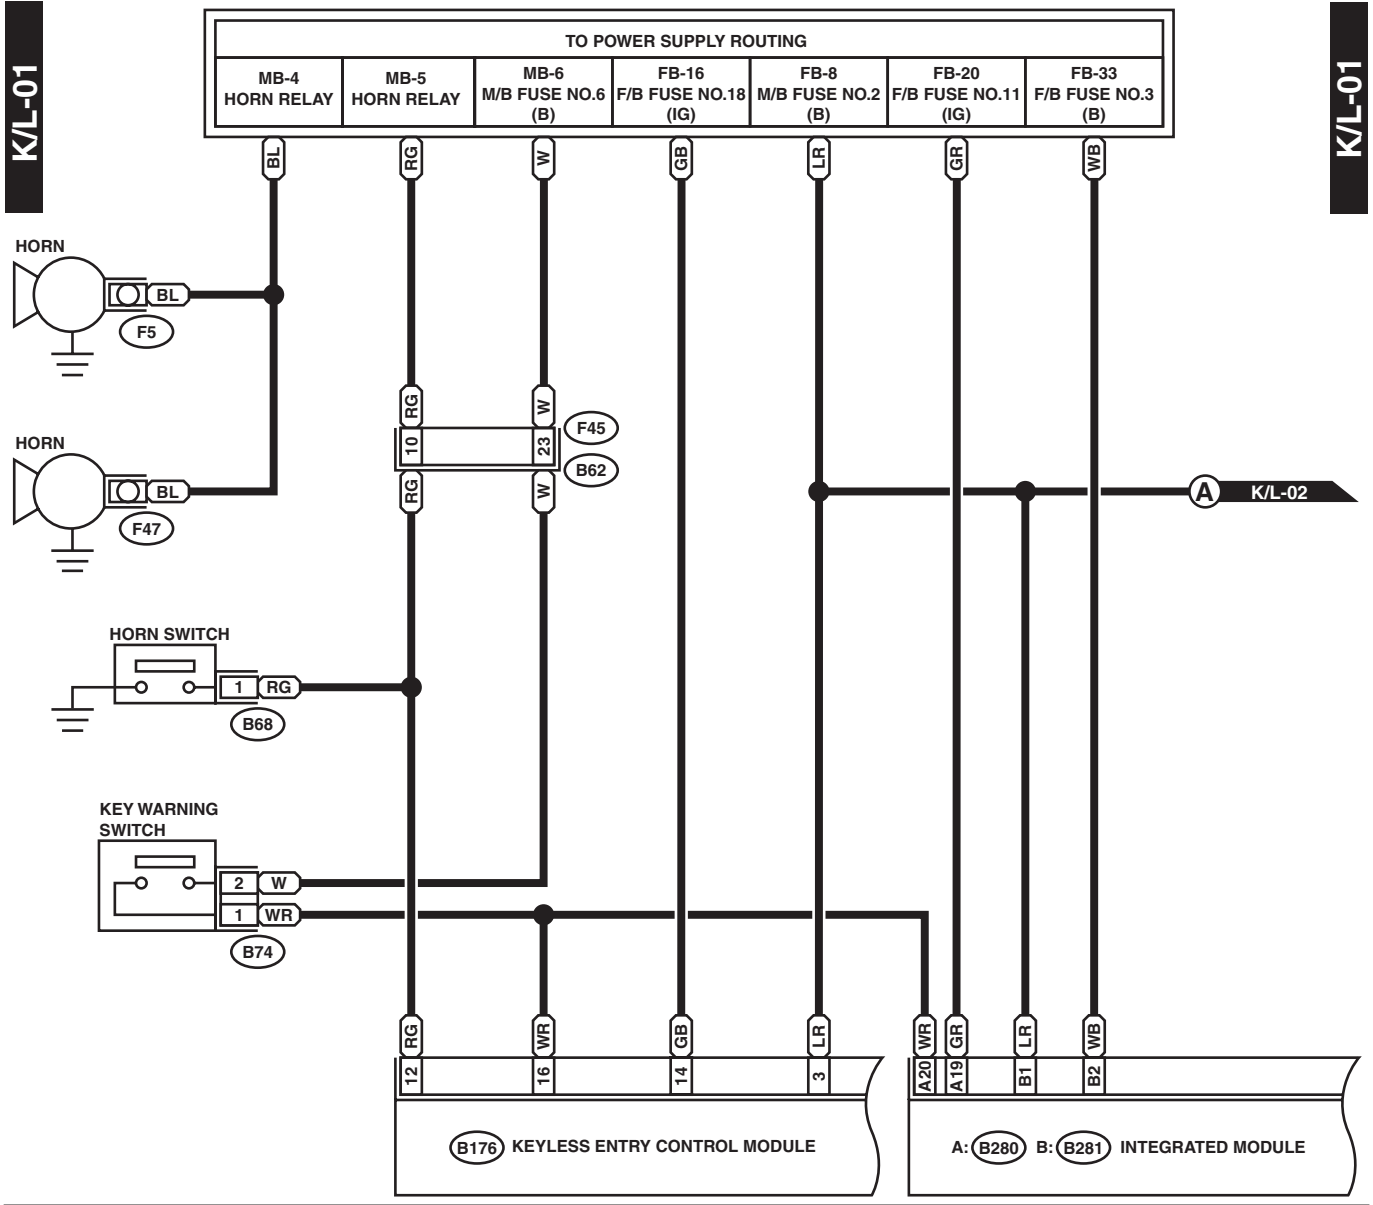 K/L-01
K/L-01
TO POWER SUPPLY ROUTING
MB-4
HORN RELAY
MB-5
HORN RELAY
MB-6
M/B FUSE NO.6
(B)
FB-16
F/B FUSE NO.18
(IG)
FB-8
M/B FUSE NO.2
(B)
FB-20
F/B FUSE NO.11
(IG)
FB-33
F/B FUSE NO.3
(B)
BL
RG
W
GB
LR
GR
WB
HORN
BL
F5
RG
W
10
23
F45
B62
RG
W
HORN
BL
F47
A
K/L-02
HORN SWITCH
1
RG
B68
KEY WARNING
SWITCH
2
W
1
WR
B74
RG
WR
GB
LR
WR
GR
LR
WB
12
16
14
3
A20
A19
B1
B2
B176 KEYLESS ENTRY CONTROL MODULE
A: B280 B: B281 INTEGRATED MODULE